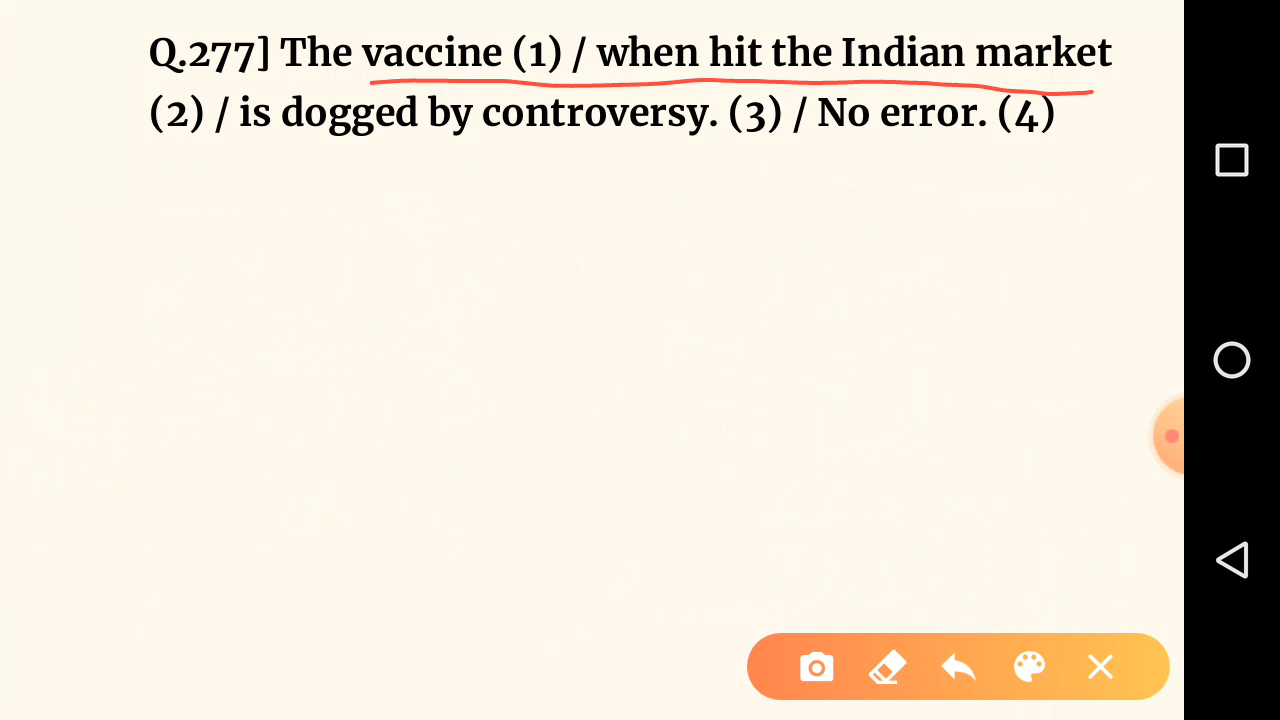 Q.277] The vaccine (1) / when hit the Indian market
(2) / is dogged by controversy. (3) / No error. (4)